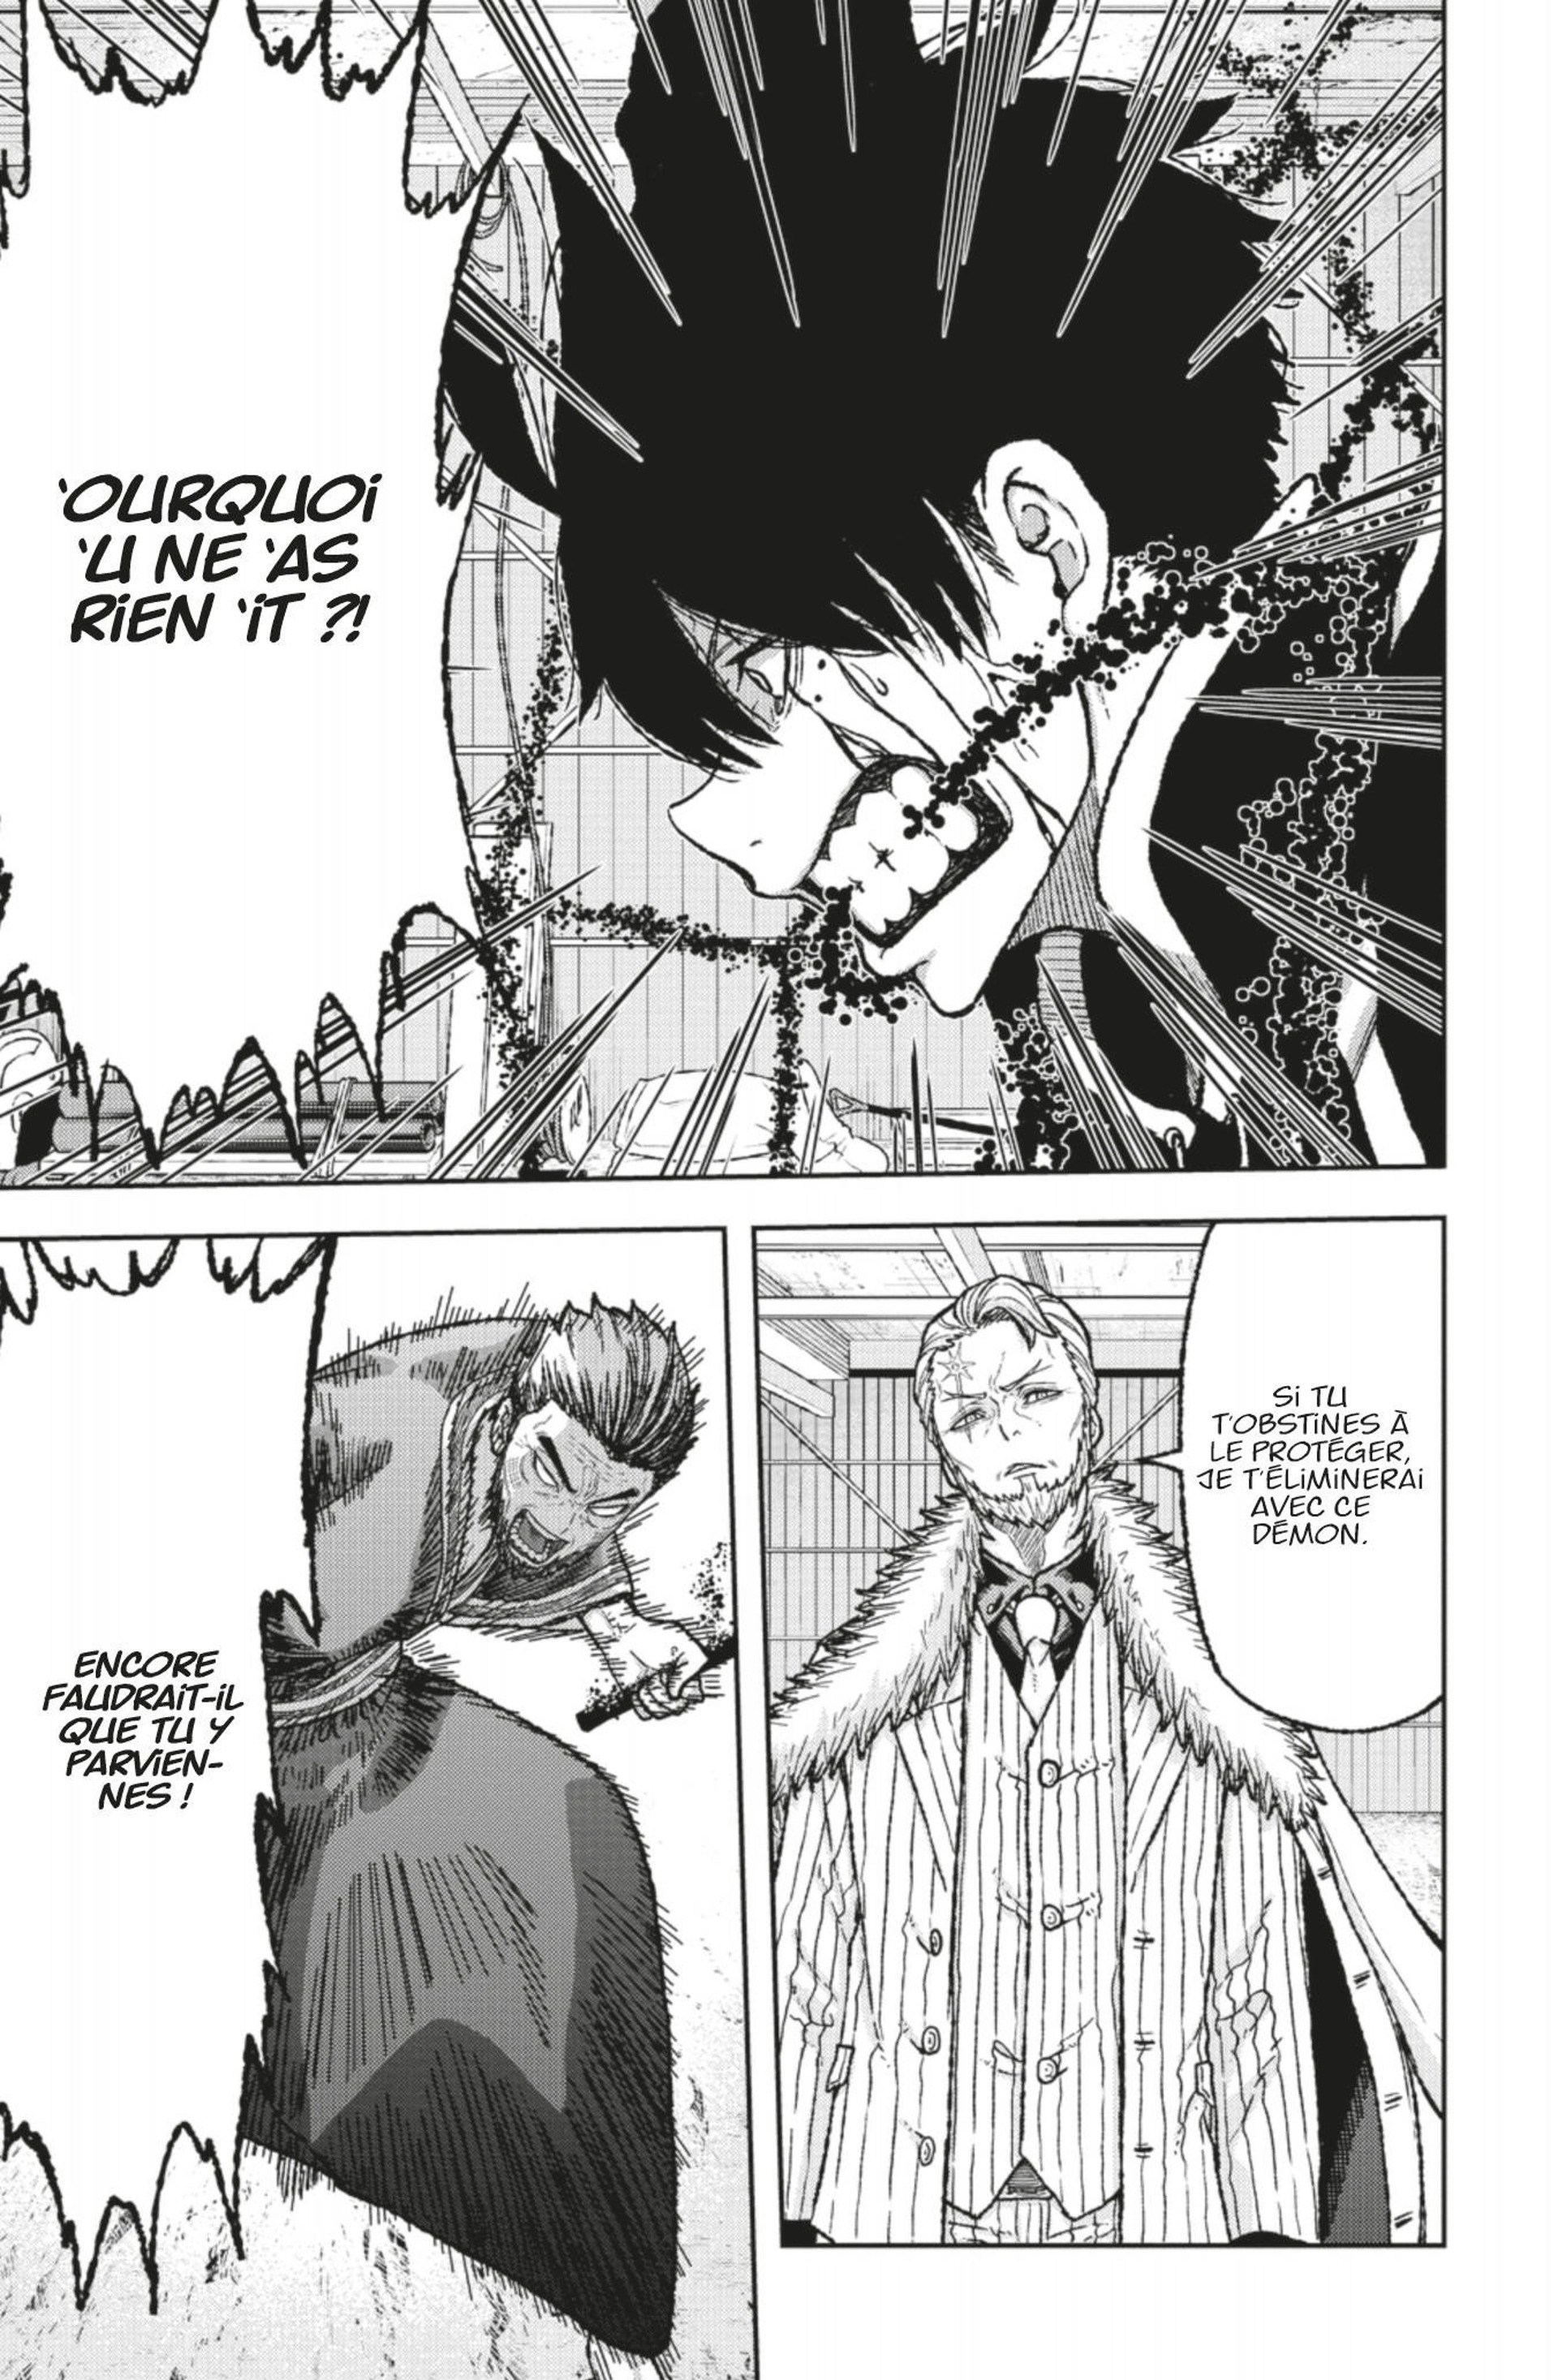 'OURQUOI
'U NE 'AS
RIEN 'IT ?!
SI TU
T'OBSTINES À
LE PROTÉGER,
JE T'ÉLIMINERAI
AVEC CE
DÉMON.
ENCORE
FAUDRAIT-IL
QUE TU Y
PARVIEN-
NES !